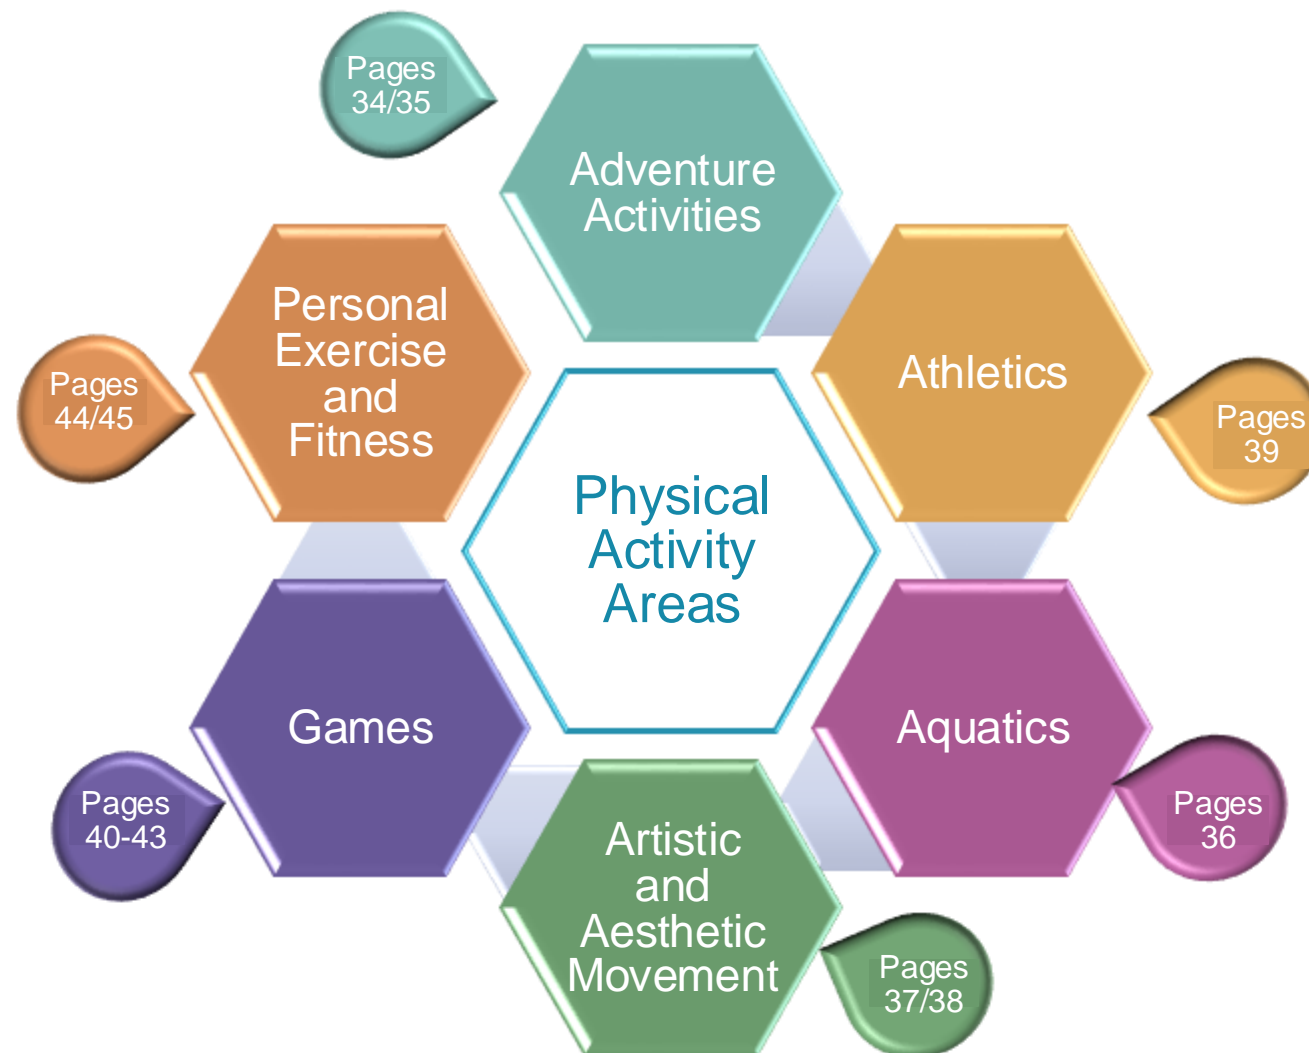 Pages
34/35
Adventure
Activities
Personal
Exercise
and
Fitness
Athletics
Pages
44/45
Pages
39
Physical
Activity
Areas
Games
Aquatics
Pages
40-43
Pages
36
Artistic
and
Aesthetic
Movement
Pages
37/38